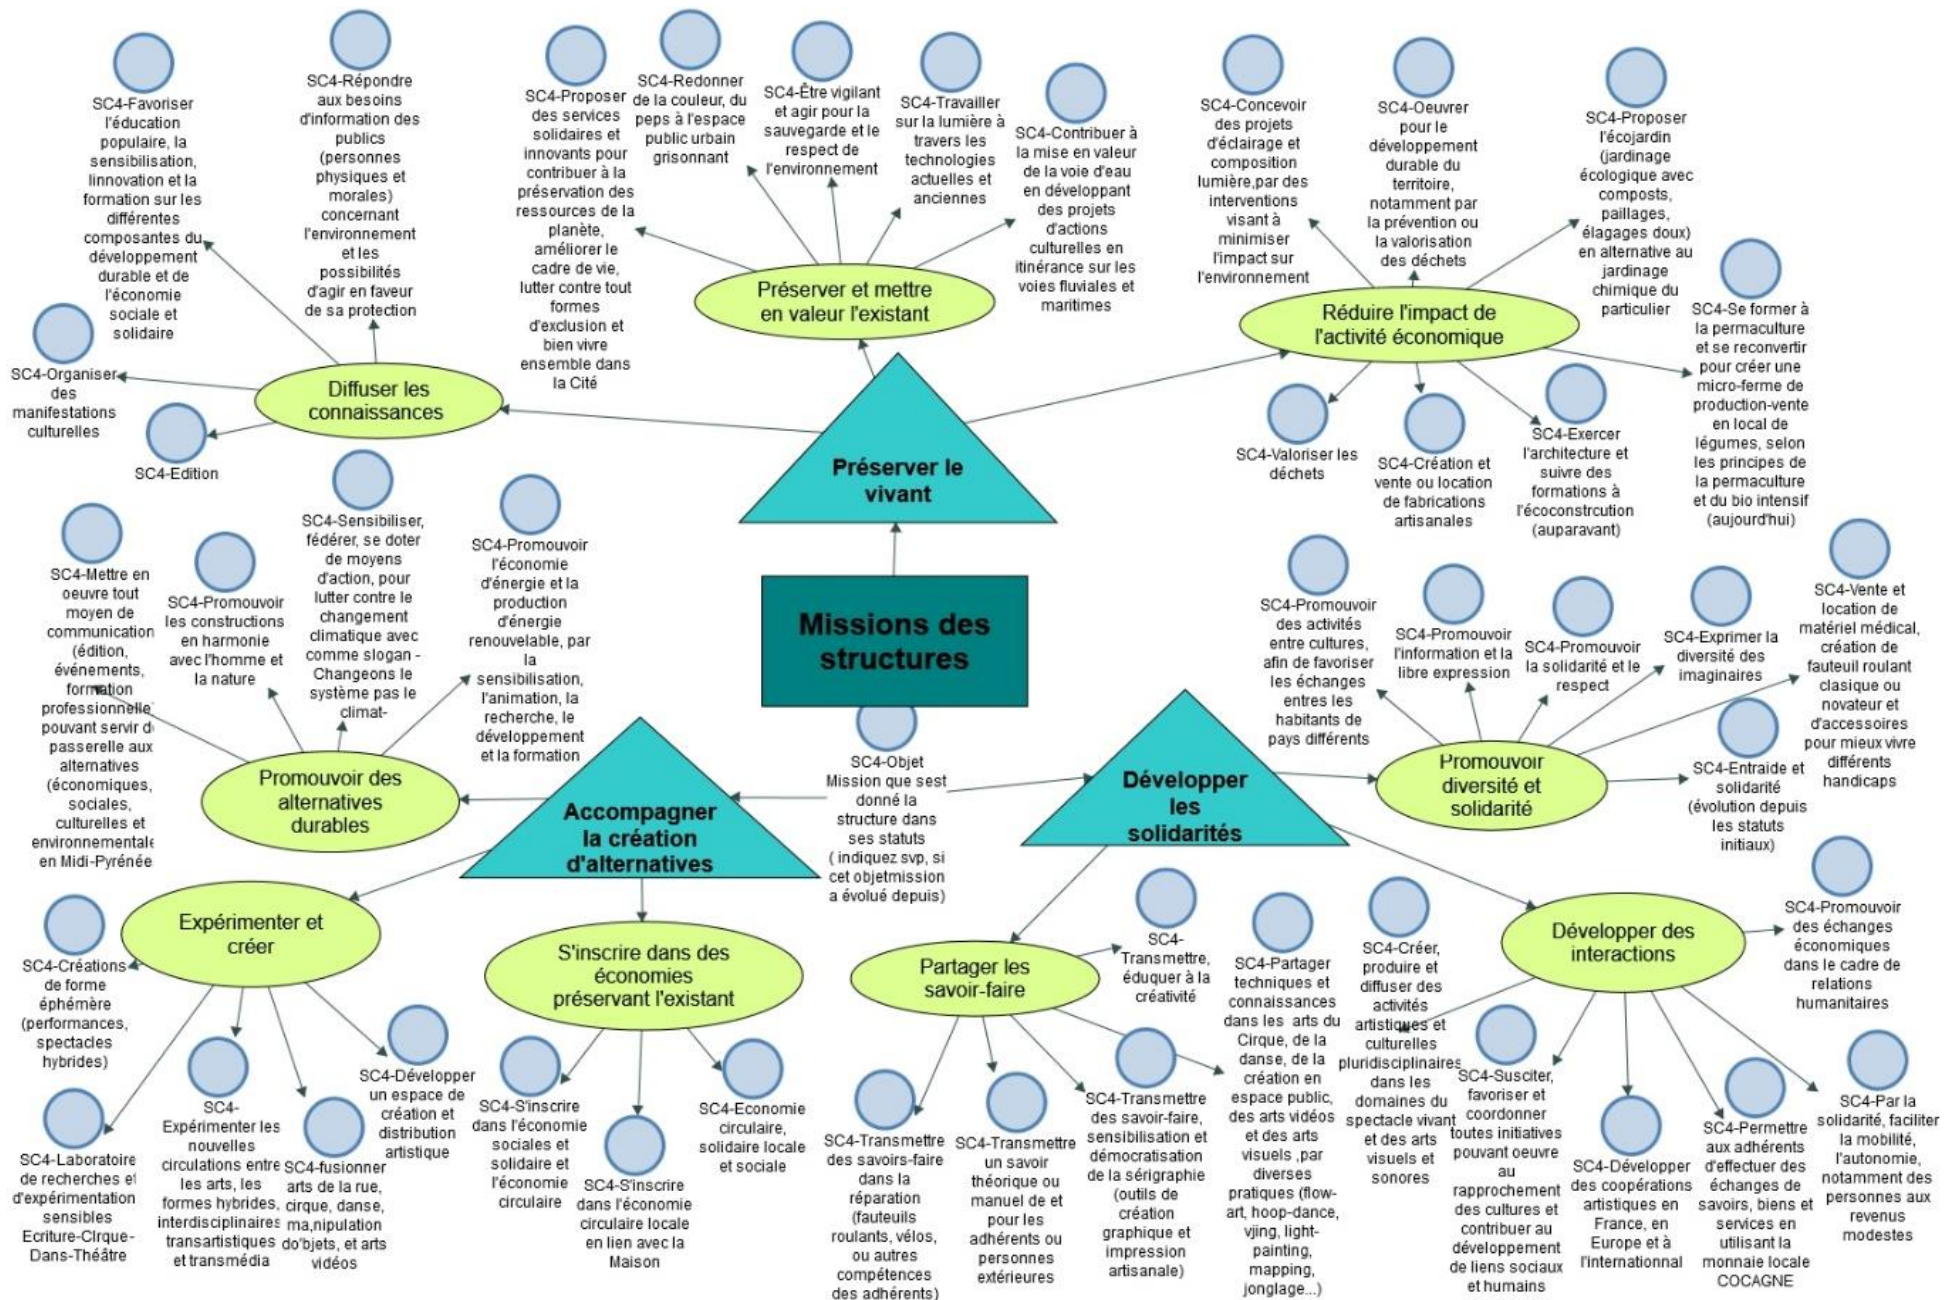 SC4-Favoriser
l'éducation
populaire, la
sensibilisation,
linnovation et la
formation sur les
différentes
composantes du
développement
durable et de
l'économie
sociale et
solidaire
SC4-Répondre
aux besoins
d'information des
publics
(personnes
physiques et
morales)
concernant
l'environnement
et les
possibilités
d'agir en faveur
de sa protection
SC4-Organiser
des
manifestations
culturelles
SC4-Edition
Diffuser les
connaissances
SC4-Proposer
des services
solidaires et
innovants pour
contribuer à la
préservation des
ressources de la
planète,
améliorer le
cadre de vie,
lutter contre tout
formes
d'exclusion et
bien vivre
ensemble dans
la Cité
SC4-Redonner
de la couleur, du
peps à l'espace
public urbain
grisonnant
SC4-Être vigilant
et agir pour la
sauvegarde et le
respect de
l'environnement
SC4-Travailler
sur la lumière à
travers les
technologies
actuelles et
anciennes
SC4-Contribuer à
la mise en valeur
de la voie d'eau
en développant
des projets
d'actions
culturelles en
itinérance sur les
voies fluviales et
maritimes
Préserver et mettre
en valeur l'existant
SC4-Concevoir
des projets
d'éclairage et
composition
lumière,par des
interventions
visant à
minimiser
l'impact sur
l'environnement
SC4-Oeuvrer
pour le
développement
durable du
territoire,
notamment par
la prévention ou
la valorisation
des déchets
SC4-Proposer
l'écojardin
(jardinage
écologique avec
composts,
paillages,
élagages doux)
en alternative au
jardinage
chimique du
particulier
SC4-Se former à
la permaculture
et se reconvertir
pour créer une
micro-ferme de
production-vente
en local de
légumes, selon
les principes de
la permaculture
et du bio intensif
(aujourd'hui)
Réduire l'impact de
l'activité économique
SC4-Valoriser les
déchets
SC4-Création et
vente ou location
de fabrications
artisanales
SC4-Exercer
l'architecture et
suivre des
formations à
l'écoconstrcution
(auparavant)
Préserver le
vivant
Missions des
structures
SC4-Objet
Mission que sest
donné la
structure dans
ses statuts
( indiquez svp, si
cet objetmission
a évolué depuis)
SC4-Mettre en
oeuvre tout
moyen de
communication
(édition,
événements,
formation
professionnelle)
pouvant servir de
passerelle aux
alternatives
(économiques,
sociales,
culturelles et
environnementale
en Midi-Pyrénée
SC4-Promouvoir
les constructions
en harmonie
avec l'homme et
la nature
SC4-Sensibiliser,
fédérer, se doter
de moyens
d'action, pour
lutter contre le
changement
climatique avec
comme slogan -
Changeons le
système pas le
climat-
SC4-Promouvoir
l'économie
d'énergie et la
production
d'énergie
renouvelable, par
la
sensibilisation,
l'animation, la
recherche, le
développement
et la formation
Promouvoir des
alternatives
durables
Accompagner
la création
d'alternatives
Expérimenter et
créer
SC4-Créations
de forme
éphémère
(performances,
spectacles
hybrides)
SC4-Laboratoire
de recherches et
d'expérimentation
sensibles
Ecriture-CIrque-
Dans-Théâtre
SC4-
Expérimenter les
nouvelles
circulations entre
les arts, les
formes hybrides,
interdisciplinaires
transartistiques
et transmédia
SC4-fusionner
arts de la rue,
cirque, danse,
ma,nipulation
do'bjets, et arts
vidéos
SC4-Développer
un espace de
création et
distribution
artistique
S'inscrire dans des
économies
préservant l'existant
SC4-S'inscrire
dans l'économie
sociales et
solidaire et
l'économie
circulaire
SC4-S'inscrire
dans l'économie
circulaire locale
en lien avec la
Maison
SC4-Economie
circulaire,
solidaire locale
et sociale
Développer
les
solidarités
SC4-Promouvoir
des activités
entre cultures,
afin de favoriser
les échanges
entres les
habitants de
pays différents
SC4-Promouvoir
l'information et la
libre expression
SC4-Promouvoir
la solidarité et le
respect
SC4-Exprimer la
diversité des
imaginaires
SC4-Vente et
location de
matériel médical,
création de
fauteuil roulant
clasique ou
novateur et
d'accessoires
pour mieux vivre
différents
handicaps
SC4-Entraide et
solidarité
(évolution depuis
les statuts
initiaux)
Promouvoir
diversité et
solidarité
Partager les
savoir-faire
SC4-
Transmettre,
éduquer à la
créativité
SC4-Transmettre
des savoirs-faire
dans la
réparation
(fauteuils
roulants, vélos,
ou autres
compétences
des adhérents)
SC4-Transmettre
un savoir
théorique ou
manuel de et
pour les
adhérents ou
personnes
extérieures
SC4-Transmettre
des savoir-faire,
sensibilisation et
démocratisation
de la sérigraphie
(outils de
création
graphique et
impression
artisanale)
SC4-Partager
techniques et
connaissances
dans les arts du
Cirque, de la
danse, de la
création en
espace public,
des arts vidéos
et des arts
visuels ,par
diverses
pratiques (flow-
art, hoop-dance,
vjing, light-
painting,
mapping,
jonglage...)
Développer des
interactions
SC4-Créer,
produire et
diffuser des
activités
artistiques et
culturelles
pluridisciplinaires
dans les
domaines du
spectacle vivant
et des arts
visuels et
sonores
SC4-Susciter,
favoriser et
coordonner
toutes initiatives
pouvant oeuvre
au
rapprochement
des cultures et
contribuer au
développement
de liens sociaux
et humains
SC4-Développer
des coopérations
artistiques en
France, en
Europe et à
l'internationnal
SC4-Permettre
aux adhérents
d'effectuer des
échanges de
savoirs, biens et
services en
utilisant la
monnaie locale
COCAGNE
SC4-Par la
solidarité, faciliter
la mobilité,
l'autonomie,
notamment des
personnes aux
revenus
modestes
SC4-Promouvoir
des échanges
économiques
dans le cadre de
relations
humanitaires